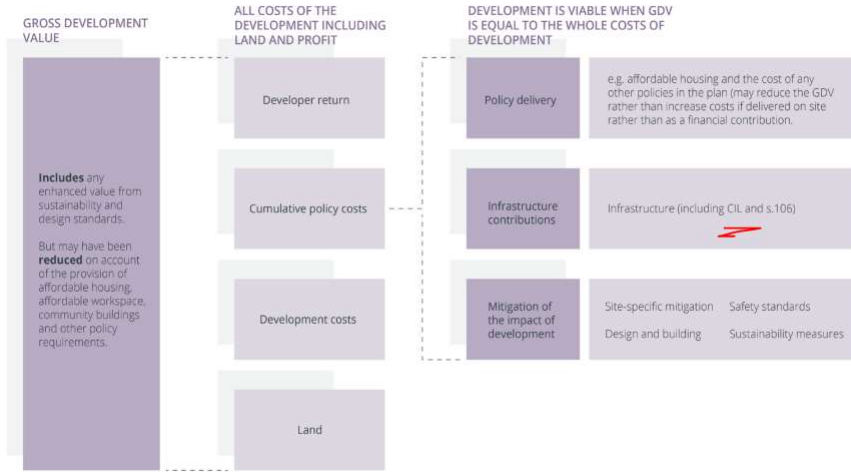 GROSS DEVELOPMENT
VALUE
ALL COSTS OF THE
DEVELOPMENT INCLUDING
LAND AND PROFIT
DEVELOPMENT IS VIABLE WHEN GDV
IS EQUAL TO THE WHOLE COSTS OF
DEVELOPMENT
Includes any
enhanced value from
sustainability and
design standards.
But may have been
reduced on account
of the provision of
affordable housing,
affordable workspace,
community buildings
and other policy
requirements.
Developer return
Cumulative policy costs
Development costs
Land
Policy delivery
e.g. affordable housing and the cost of any
other policies in the plan (may reduce the GDV
rather than increase costs if delivered on site
rather than as a financial contribution.
Infrastructure
contributions
Infrastructure (including CIL and s.106)
Mitigation of
the impact of
development
Site-specific mitigation Safety standards
Design and building Sustainability measures